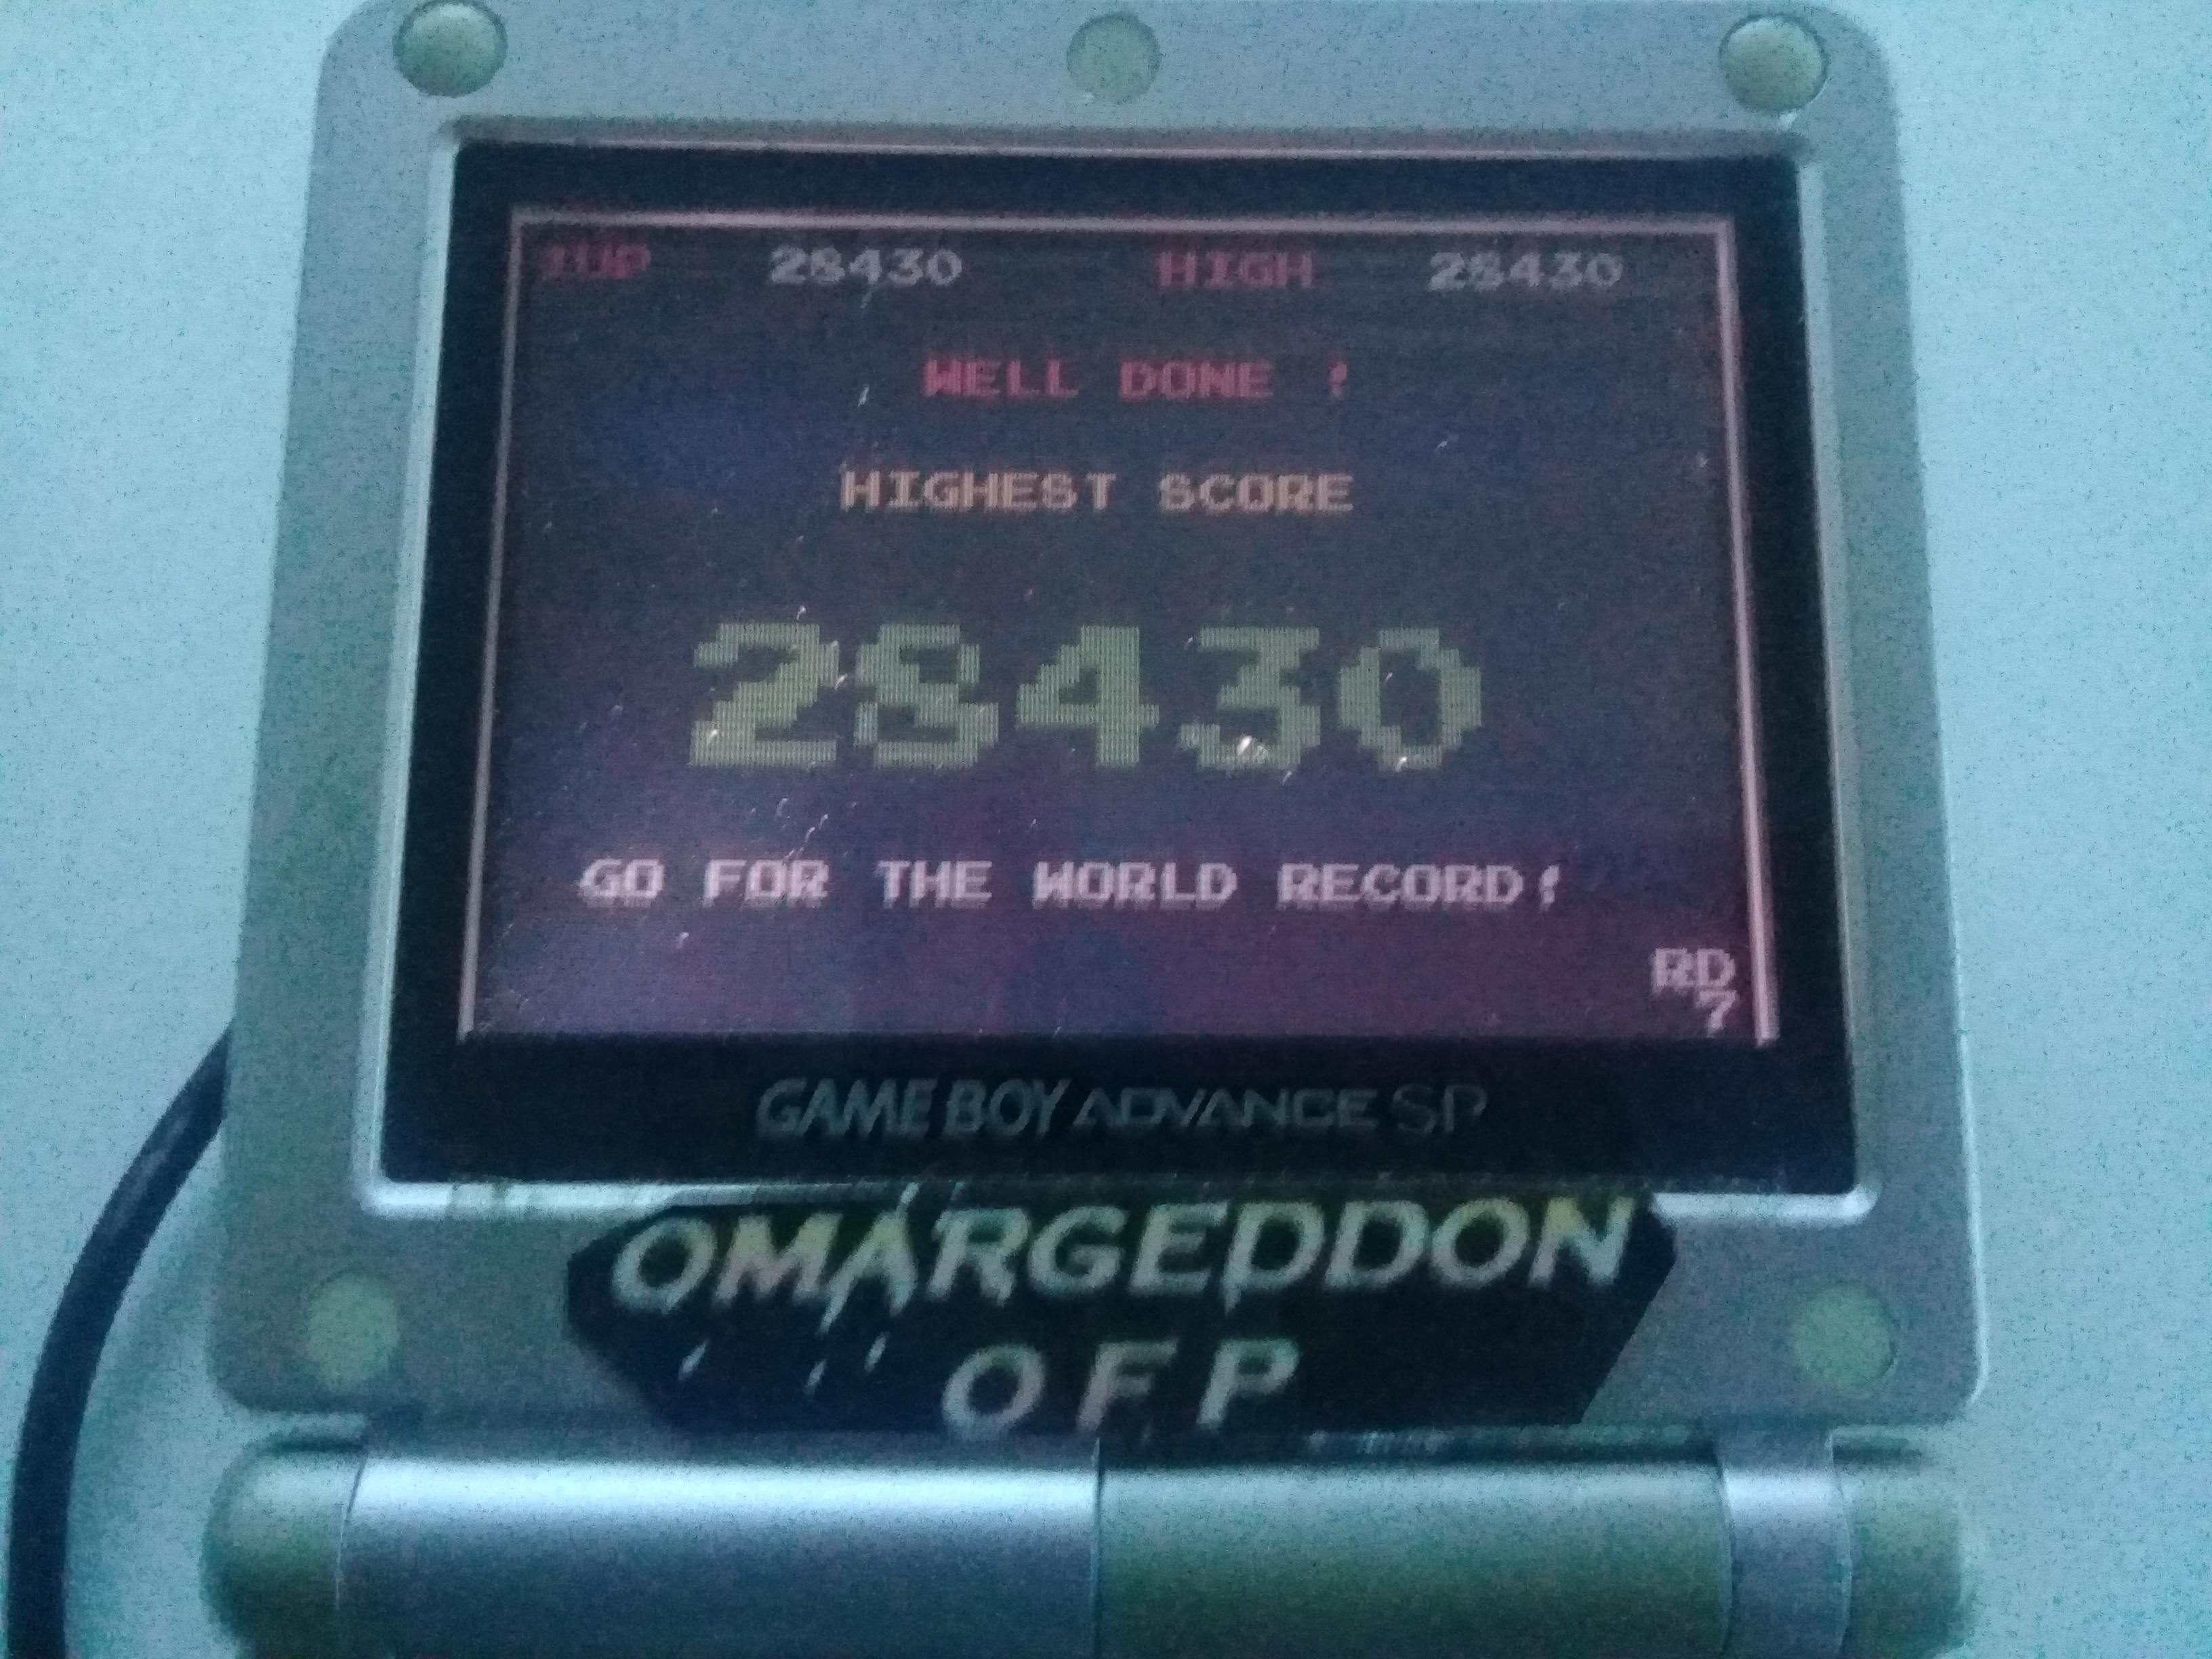 1UP 28430 HIGH 28430
WELL DONE !
HIGHEST SCORE
28430
GO FOR THE WORLD RECORD!
RD
7
GAME BOY ADVANCE SP
OMARGEDDON
OFP